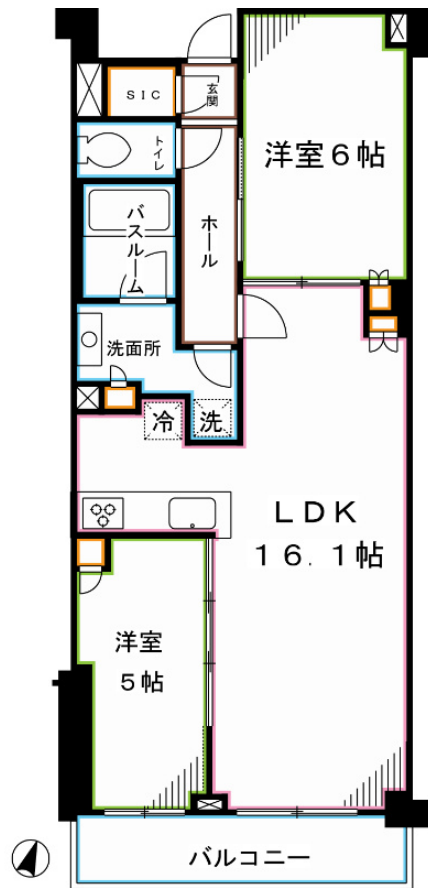 SIC
玄関
トイレ
洋室6帖
バスルーム
ホール
洗面所
冷
洗
LDK
16.1帖
洋室
5帖
バルコニー